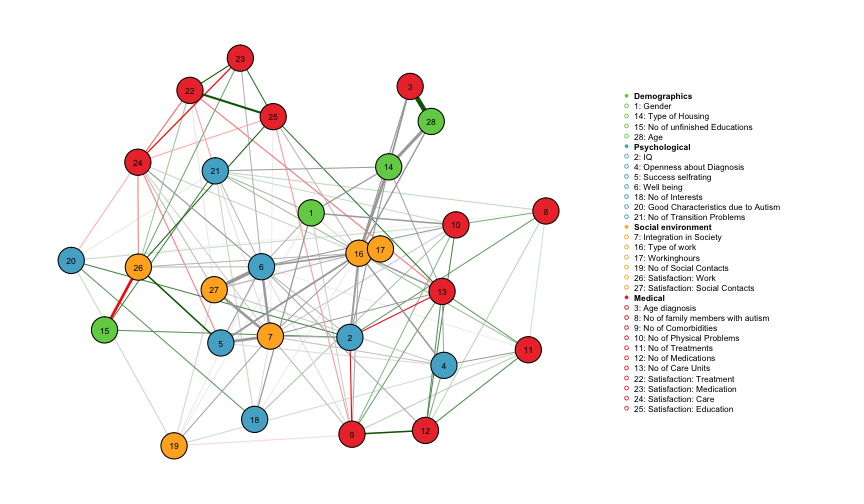 23
22
3
25
28
24
14
21
1
8
10
16
17
20
26
6
27
13
15
5
7
2
11
4
18
9
12
19
Demographics
1: Gender
14: Type of Housing
15: No of unfinished Educations
28: Age
Psychological
2: IQ
4: Openness about Diagnosis
5: Success selfrating
6: Well being
18: No of Interests
20: Good Characteristics due to Autism
21: No of Transition Problems
Social environment
7: Integration in Society
16: Type of work
17: Workinghours
19: No of Social Contacts
26: Satisfaction: Work
27: Satisfaction: Social Contacts
Medical
3: Age diagnosis
8: No of family members with autism
9: No of Comorbidities
10: No of Physical Problems
11: No of Treatments
12: No of Medications
13: No of Care Units
22: Satisfaction: Treatment
23: Satisfaction: Medication
24: Satisfaction: Care
25: Satisfaction: Education